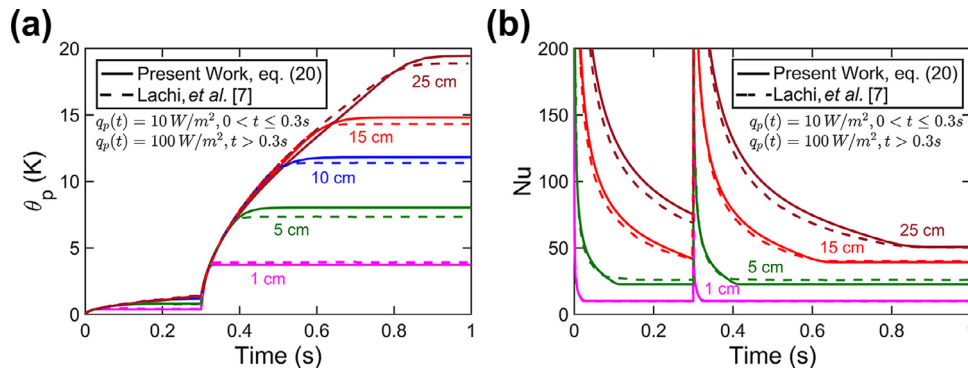 (a)
20
15
10
5
0
θp (K)
Present Work, eq. (20)
Lachi, et al. [7]
qp(t) = 10 W/m², 0 < t ≤ 0.3s
qp(t) = 100 W/m², t > 0.3s
25 cm
15 cm
10 cm
5 cm
1 cm
0 0.2 0.4 0.6 0.8 1
Time (s)
(b)
200
150
100
50
0
Nu
Present Work, eq. (20)
Lachi, et al. [7]
qp(t) = 10 W/m², 0 < t ≤ 0.3s
qp(t) = 100 W/m², t > 0.3s
25 cm
15 cm
5 cm
1 cm
0 0.2 0.4 0.6 0.8 1
Time (s)